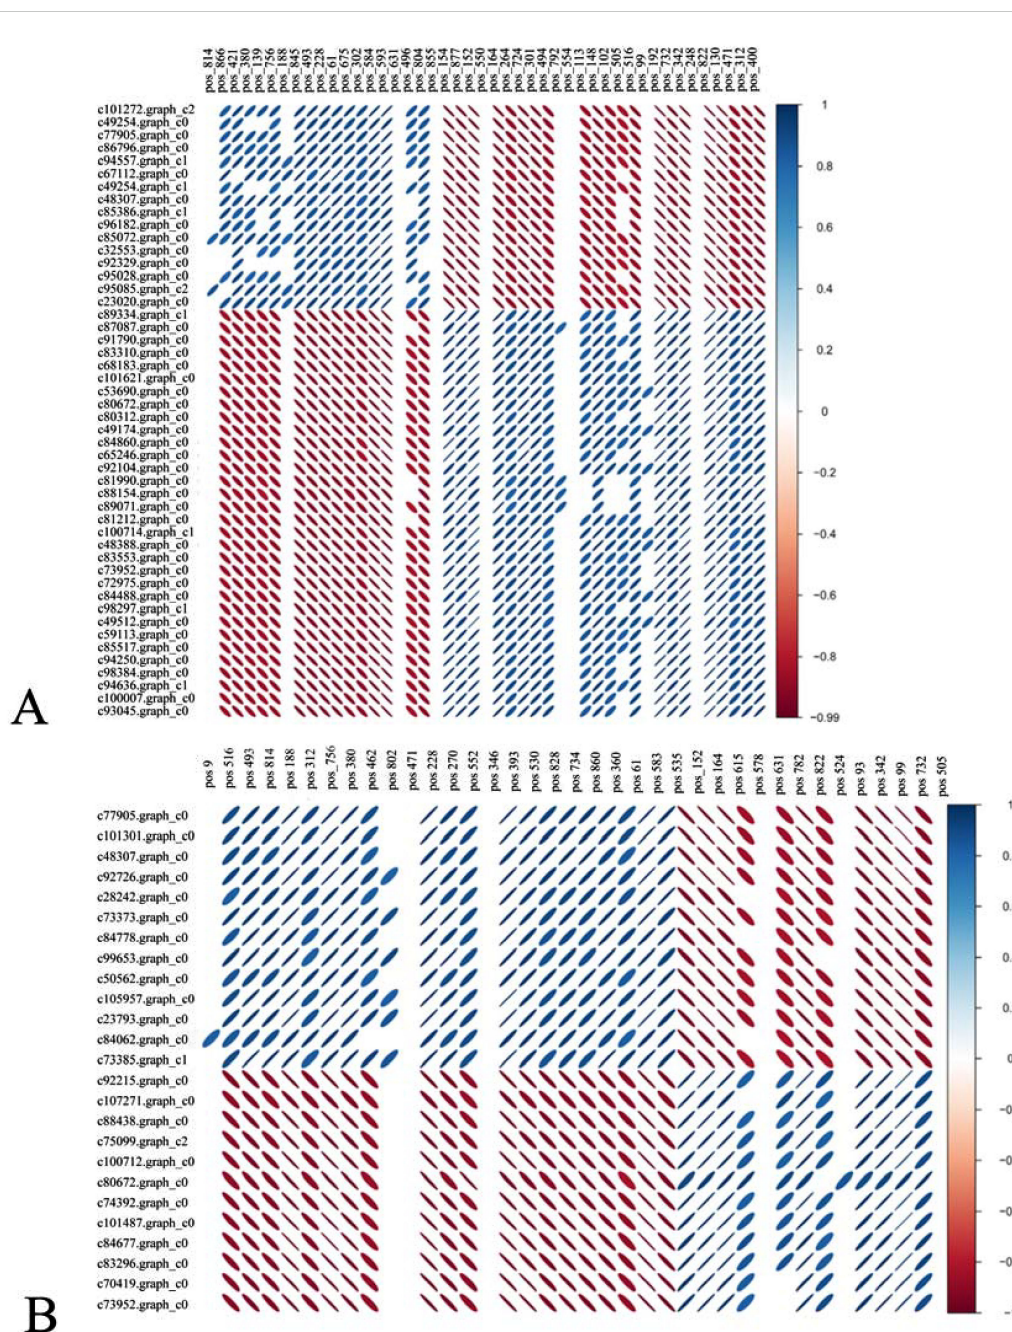 pos_814 pos_866 pos_421 pos_380 pos_139 pos_756 pos_188 pos_845 pos_493 pos_228 pos_61 pos_675 pos_302 pos_584 pos_593 pos_631 pos_496 pos_804 pos_855 pos_154 pos_877 pos_152 pos_550 pos_164 pos_264 pos_724 pos_301 pos_494 pos_792 pos_554 pos_113 pos_148 pos_102 pos_505 pos_516 pos_99 pos_192 pos_732 pos_342 pos_248 pos_822 pos_130 pos_471 pos_312 pos_400
c101272.graph_c2
c49254.graph_c0
c77905.graph_c0
c86796.graph_c0
c94557.graph_c1
c67112.graph_c0
c49254.graph_c1
c48307.graph_c0
c85386.graph_c1
c96182.graph_c0
c85072.graph_c0
c32553.graph_c0
c92329.graph_c0
c95028.graph_c0
c95085.graph_c2
c23020.graph_c0
c89334.graph_c1
c87087.graph_c0
c91790.graph_c0
c83310.graph_c0
c68183.graph_c0
c101621.graph_c0
c53690.graph_c0
c80672.graph_c0
c80312.graph_c0
c49174.graph_c0
c84860.graph_c0
c65246.graph_c0
c92104.graph_c0
c81990.graph_c0
c88154.graph_c0
c89071.graph_c0
c81212.graph_c0
c100714.graph_c1
c48388.graph_c0
c83553.graph_c0
c73952.graph_c0
c72975.graph_c0
c84488.graph_c0
c98297.graph_c1
c49512.graph_c0
c59113.graph_c0
c85517.graph_c0
c94250.graph_c0
c98384.graph_c0
c94636.graph_c1
c100007.graph_c0
c93045.graph_c0
1
0.8
0.6
0.4
0.2
0
−0.2
−0.4
−0.6
−0.8
−0.99
A
pos 9 pos 516 pos 493 pos 814 pos 188 pos 312 pos_756 pos 380 pos 462 pos 802 pos 471 pos 228 pos 270 pos 552 pos 346 pos 393 pos 530 pos 828 pos 734 pos 860 pos 360 pos 61 pos 583 pos 535 pos_152 pos 164 pos 615 pos 578 pos 631 pos 782 pos 822 pos 524 pos 93 pos 342 pos 99 pos 732 pos 505
c77905.graph_c0
c101301.graph_c0
c48307.graph_c0
c92726.graph_c0
c28242.graph_c0
c73373.graph_c0
c84778.graph_c0
c99653.graph_c0
c50562.graph_c0
c105957.graph_c0
c23793.graph_c0
c84062.graph_c0
c73385.graph_c1
c92215.graph_c0
c107271.graph_c0
c88438.graph_c0
c75099.graph_c2
c100712.graph_c0
c80672.graph_c0
c74392.graph_c0
c101487.graph_c0
c84677.graph_c0
c83296.graph_c0
c70419.graph_c0
c73952.graph_c0
B